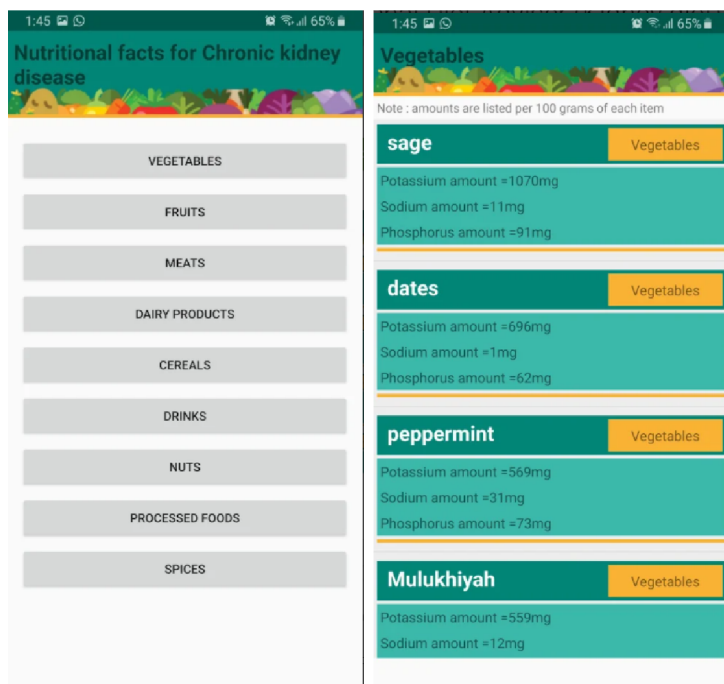 1:45 65%
Nutritional facts for Chronic kidney
disease
VEGETABLES
FRUITS
MEATS
DAIRY PRODUCTS
CEREALS
DRINKS
NUTS
PROCESSED FOODS
SPICES
1:45 65%
Vegetables
Note : amounts are listed per 100 grams of each item
sage Vegetables
Potassium amount =1070mg
Sodium amount =11mg
Phosphorus amount =91mg
dates Vegetables
Potassium amount =696mg
Sodium amount =1mg
Phosphorus amount =62mg
peppermint Vegetables
Potassium amount =569mg
Sodium amount =31mg
Phosphorus amount =73mg
Mulukhiyah Vegetables
Potassium amount =559mg
Sodium amount =12mg